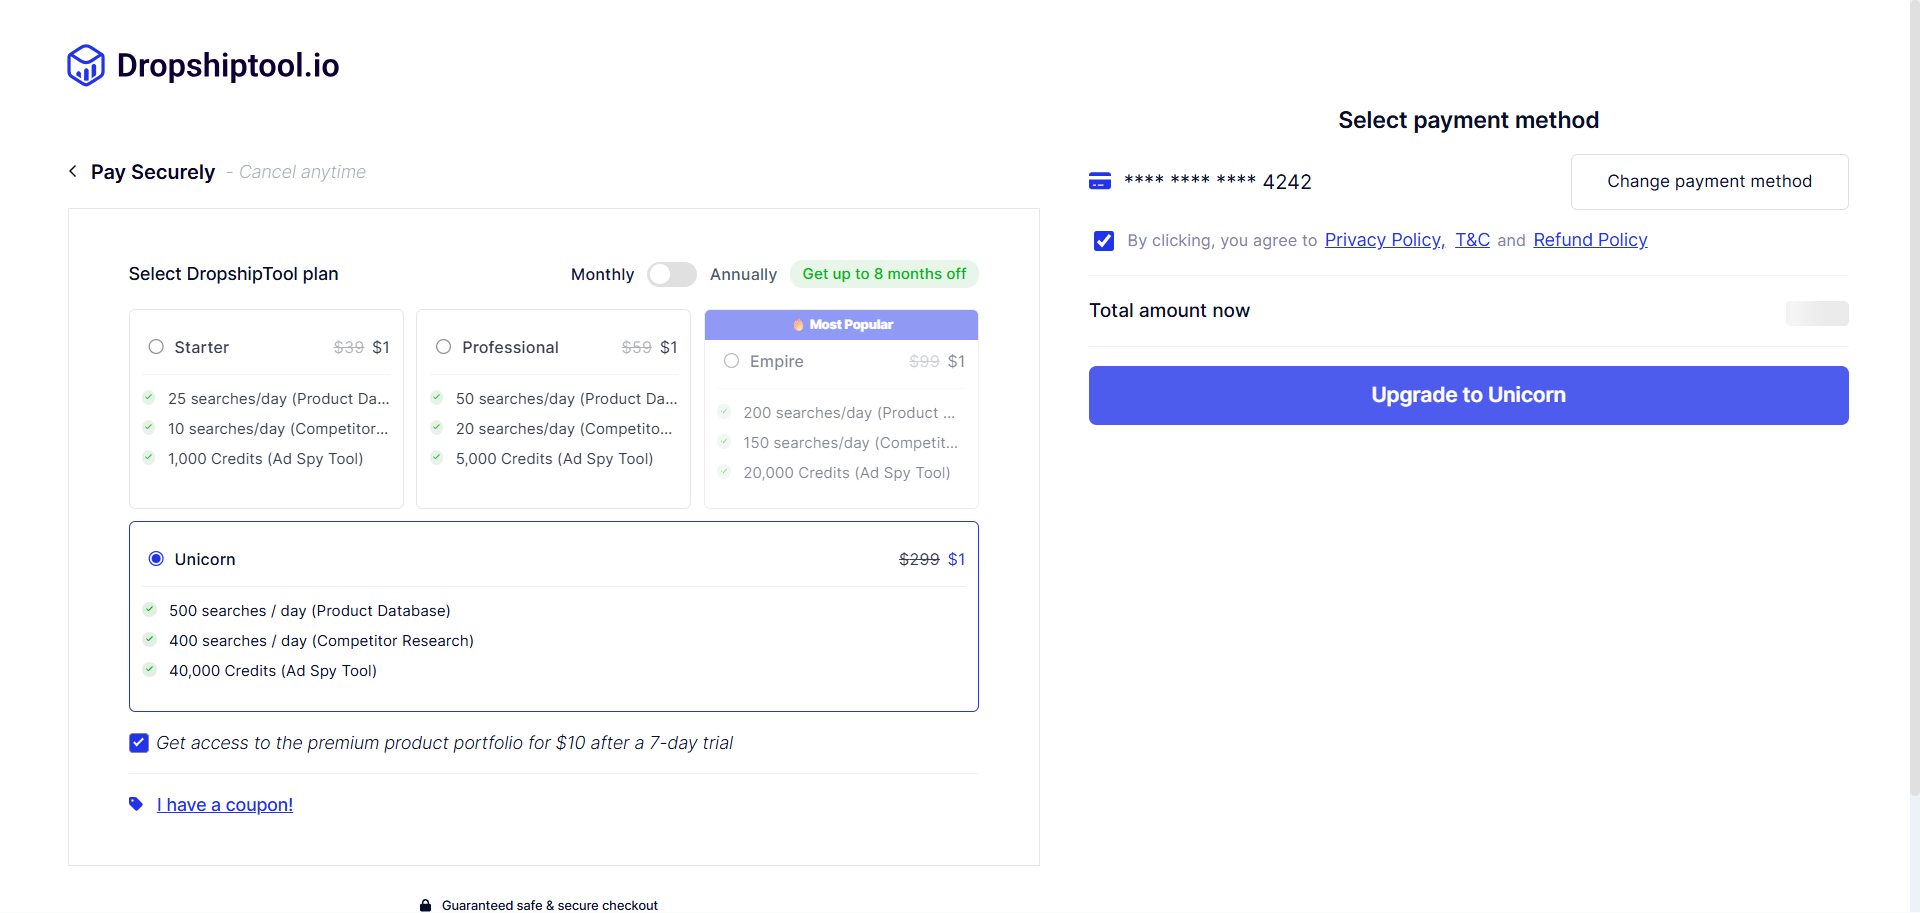 Dropshiptool.io
Pay Securely - Cancel anytime
Select DropshipTool plan
Monthly
Annually
Get up to 8 months off
Starter $39 $1
25 searches/day (Product Da...
10 searches/day (Competitor...
1,000 Credits (Ad Spy Tool)
Professional $59 $1
50 searches/day (Product Da...
20 searches/day (Competito...
5,000 Credits (Ad Spy Tool)
Most Popular
Empire $99 $1
200 searches/day (Product ...
150 searches/day (Competit...
20,000 Credits (Ad Spy Tool)
Unicorn $299 $1
500 searches / day (Product Database)
400 searches / day (Competitor Research)
40,000 Credits (Ad Spy Tool)
Get access to the premium product portfolio for $10 after a 7-day trial
I have a coupon!
Guaranteed safe & secure checkout
Select payment method
**** **** **** 4242
Change payment method
By clicking, you agree to Privacy Policy, T&C and Refund Policy
Total amount now
Upgrade to Unicorn